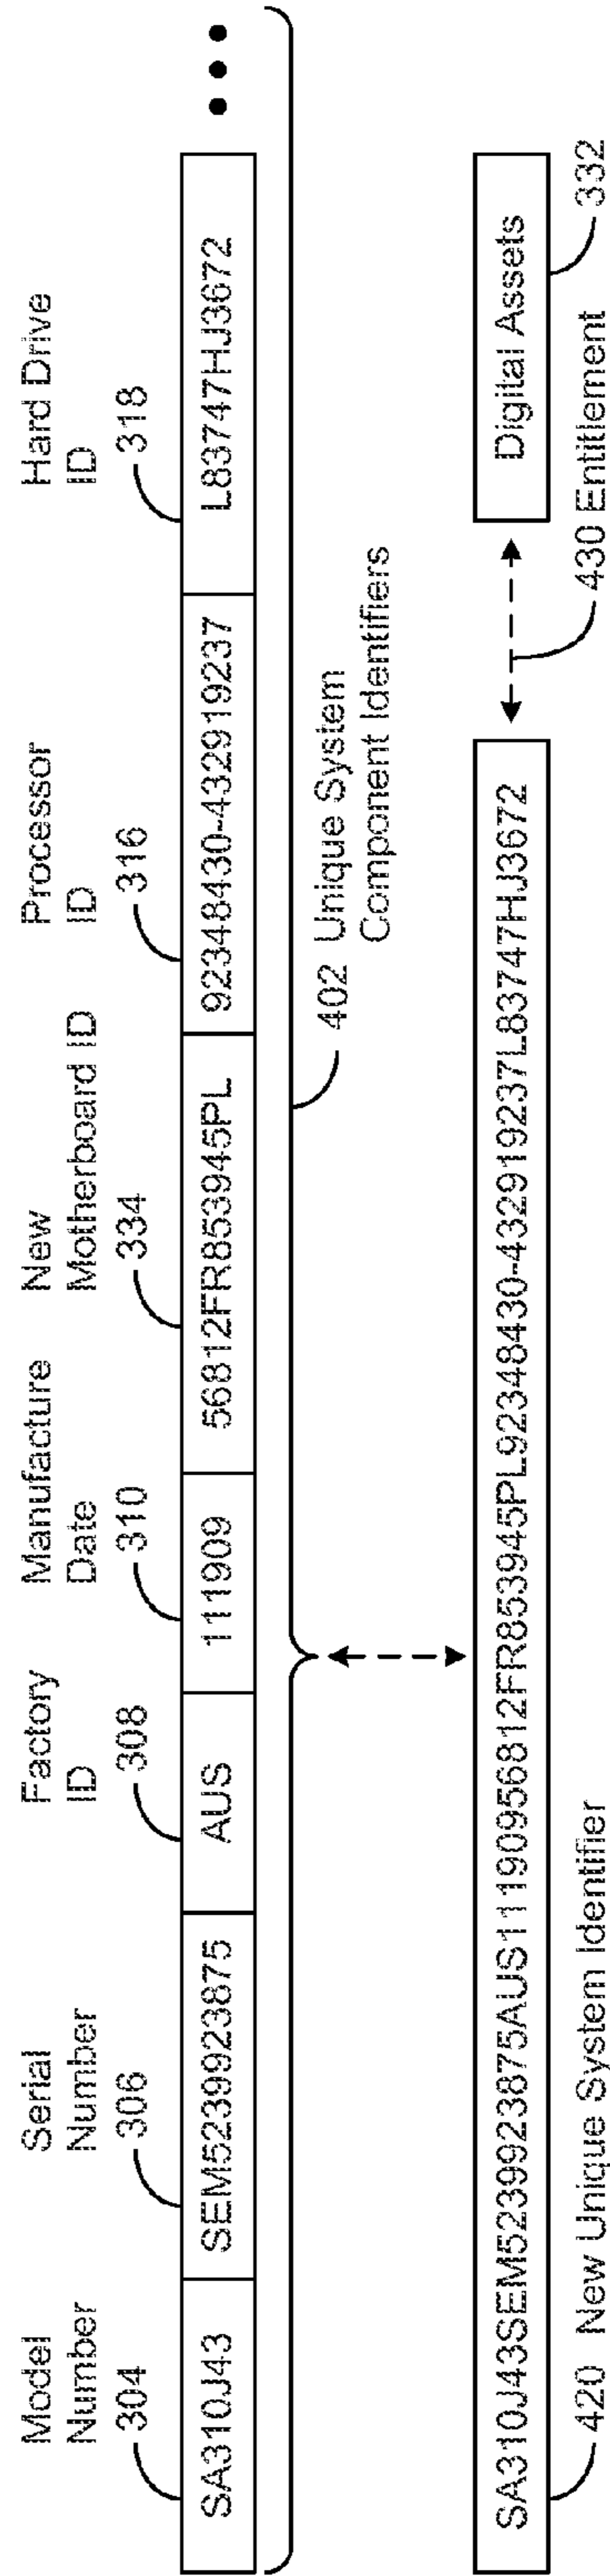 Model Number
304
Serial Number
306
Factory ID
308
Manufacture Date
310
New Motherboard ID
334
Processor ID
316
Hard Drive ID
318
SA310J43
SEM5239923875
AUS
111909
56812FR853945PL
92348430-432919237
L83747HJ3672
402 Unique System
Component Identifiers
SA310J43SEM5239923875AUS11190956812FR853945PL92348430-432919237L83747HJ3672
Digital Assets
420 New Unique System Identifier
430 Entitlement
332